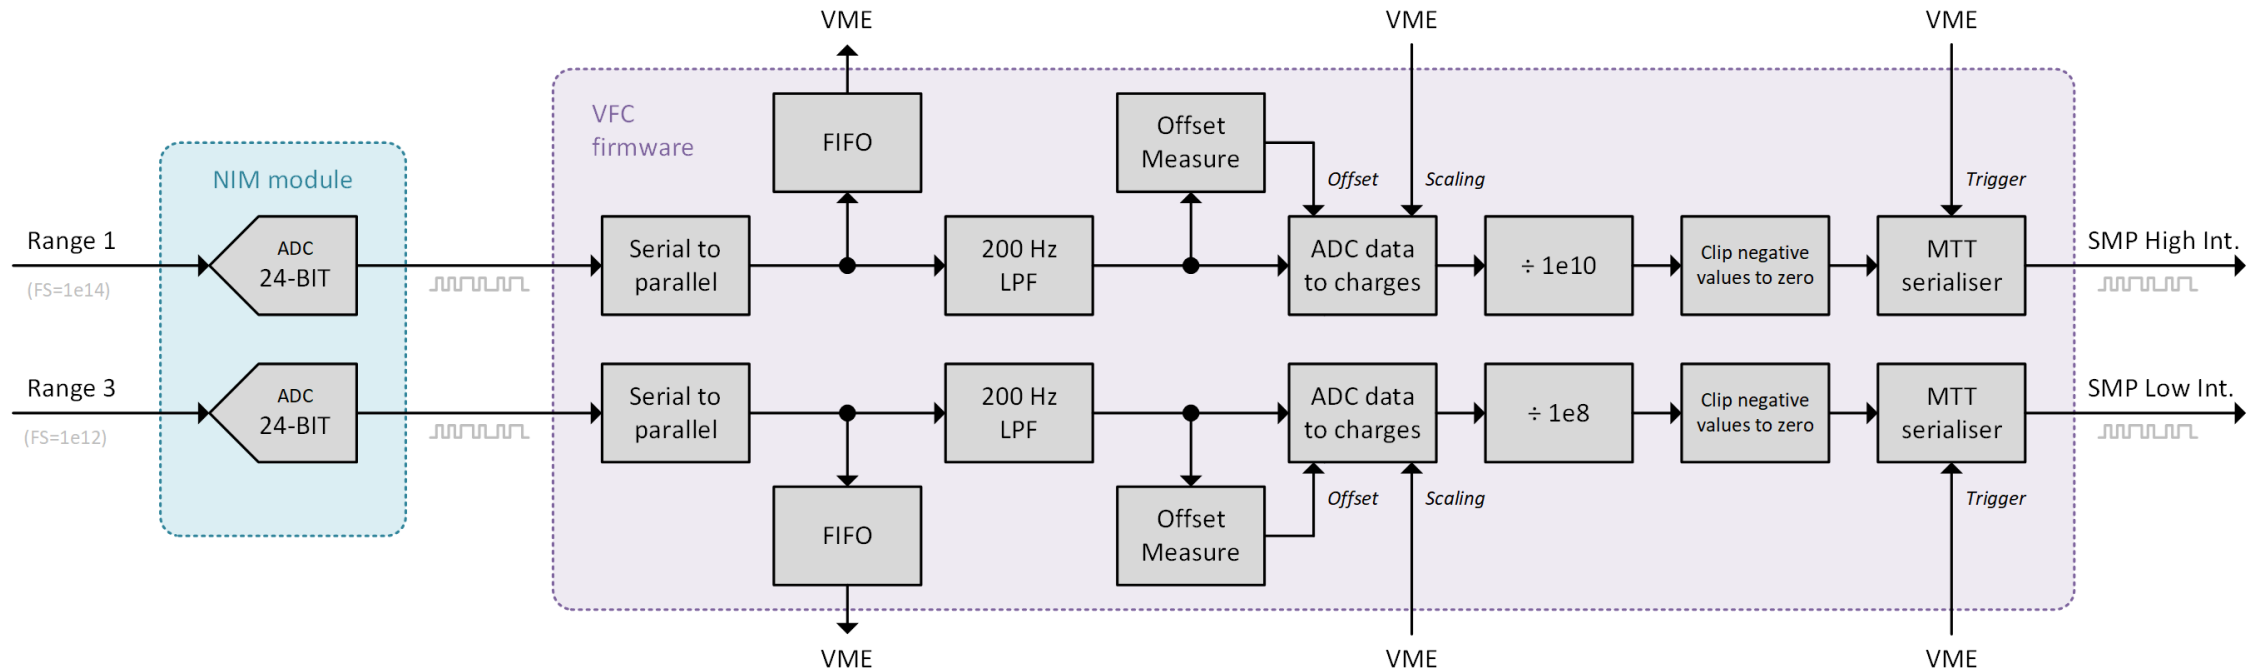 VME
VME
VME
VFC
firmware
FIFO
Offset
Measure
NIM module
Offset
Scaling
Trigger
Range 1
(FS=1e14)
ADC
24-BIT
Serial to
parallel
200 Hz
LPF
ADC data
to charges
÷ 1e10
Clip negative
values to zero
MTT
serialiser
SMP High Int.
Range 3
(FS=1e12)
ADC
24-BIT
Serial to
parallel
200 Hz
LPF
ADC data
to charges
÷ 1e8
Clip negative
values to zero
MTT
serialiser
SMP Low Int.
Offset
Scaling
Trigger
FIFO
Offset
Measure
VME
VME
VME